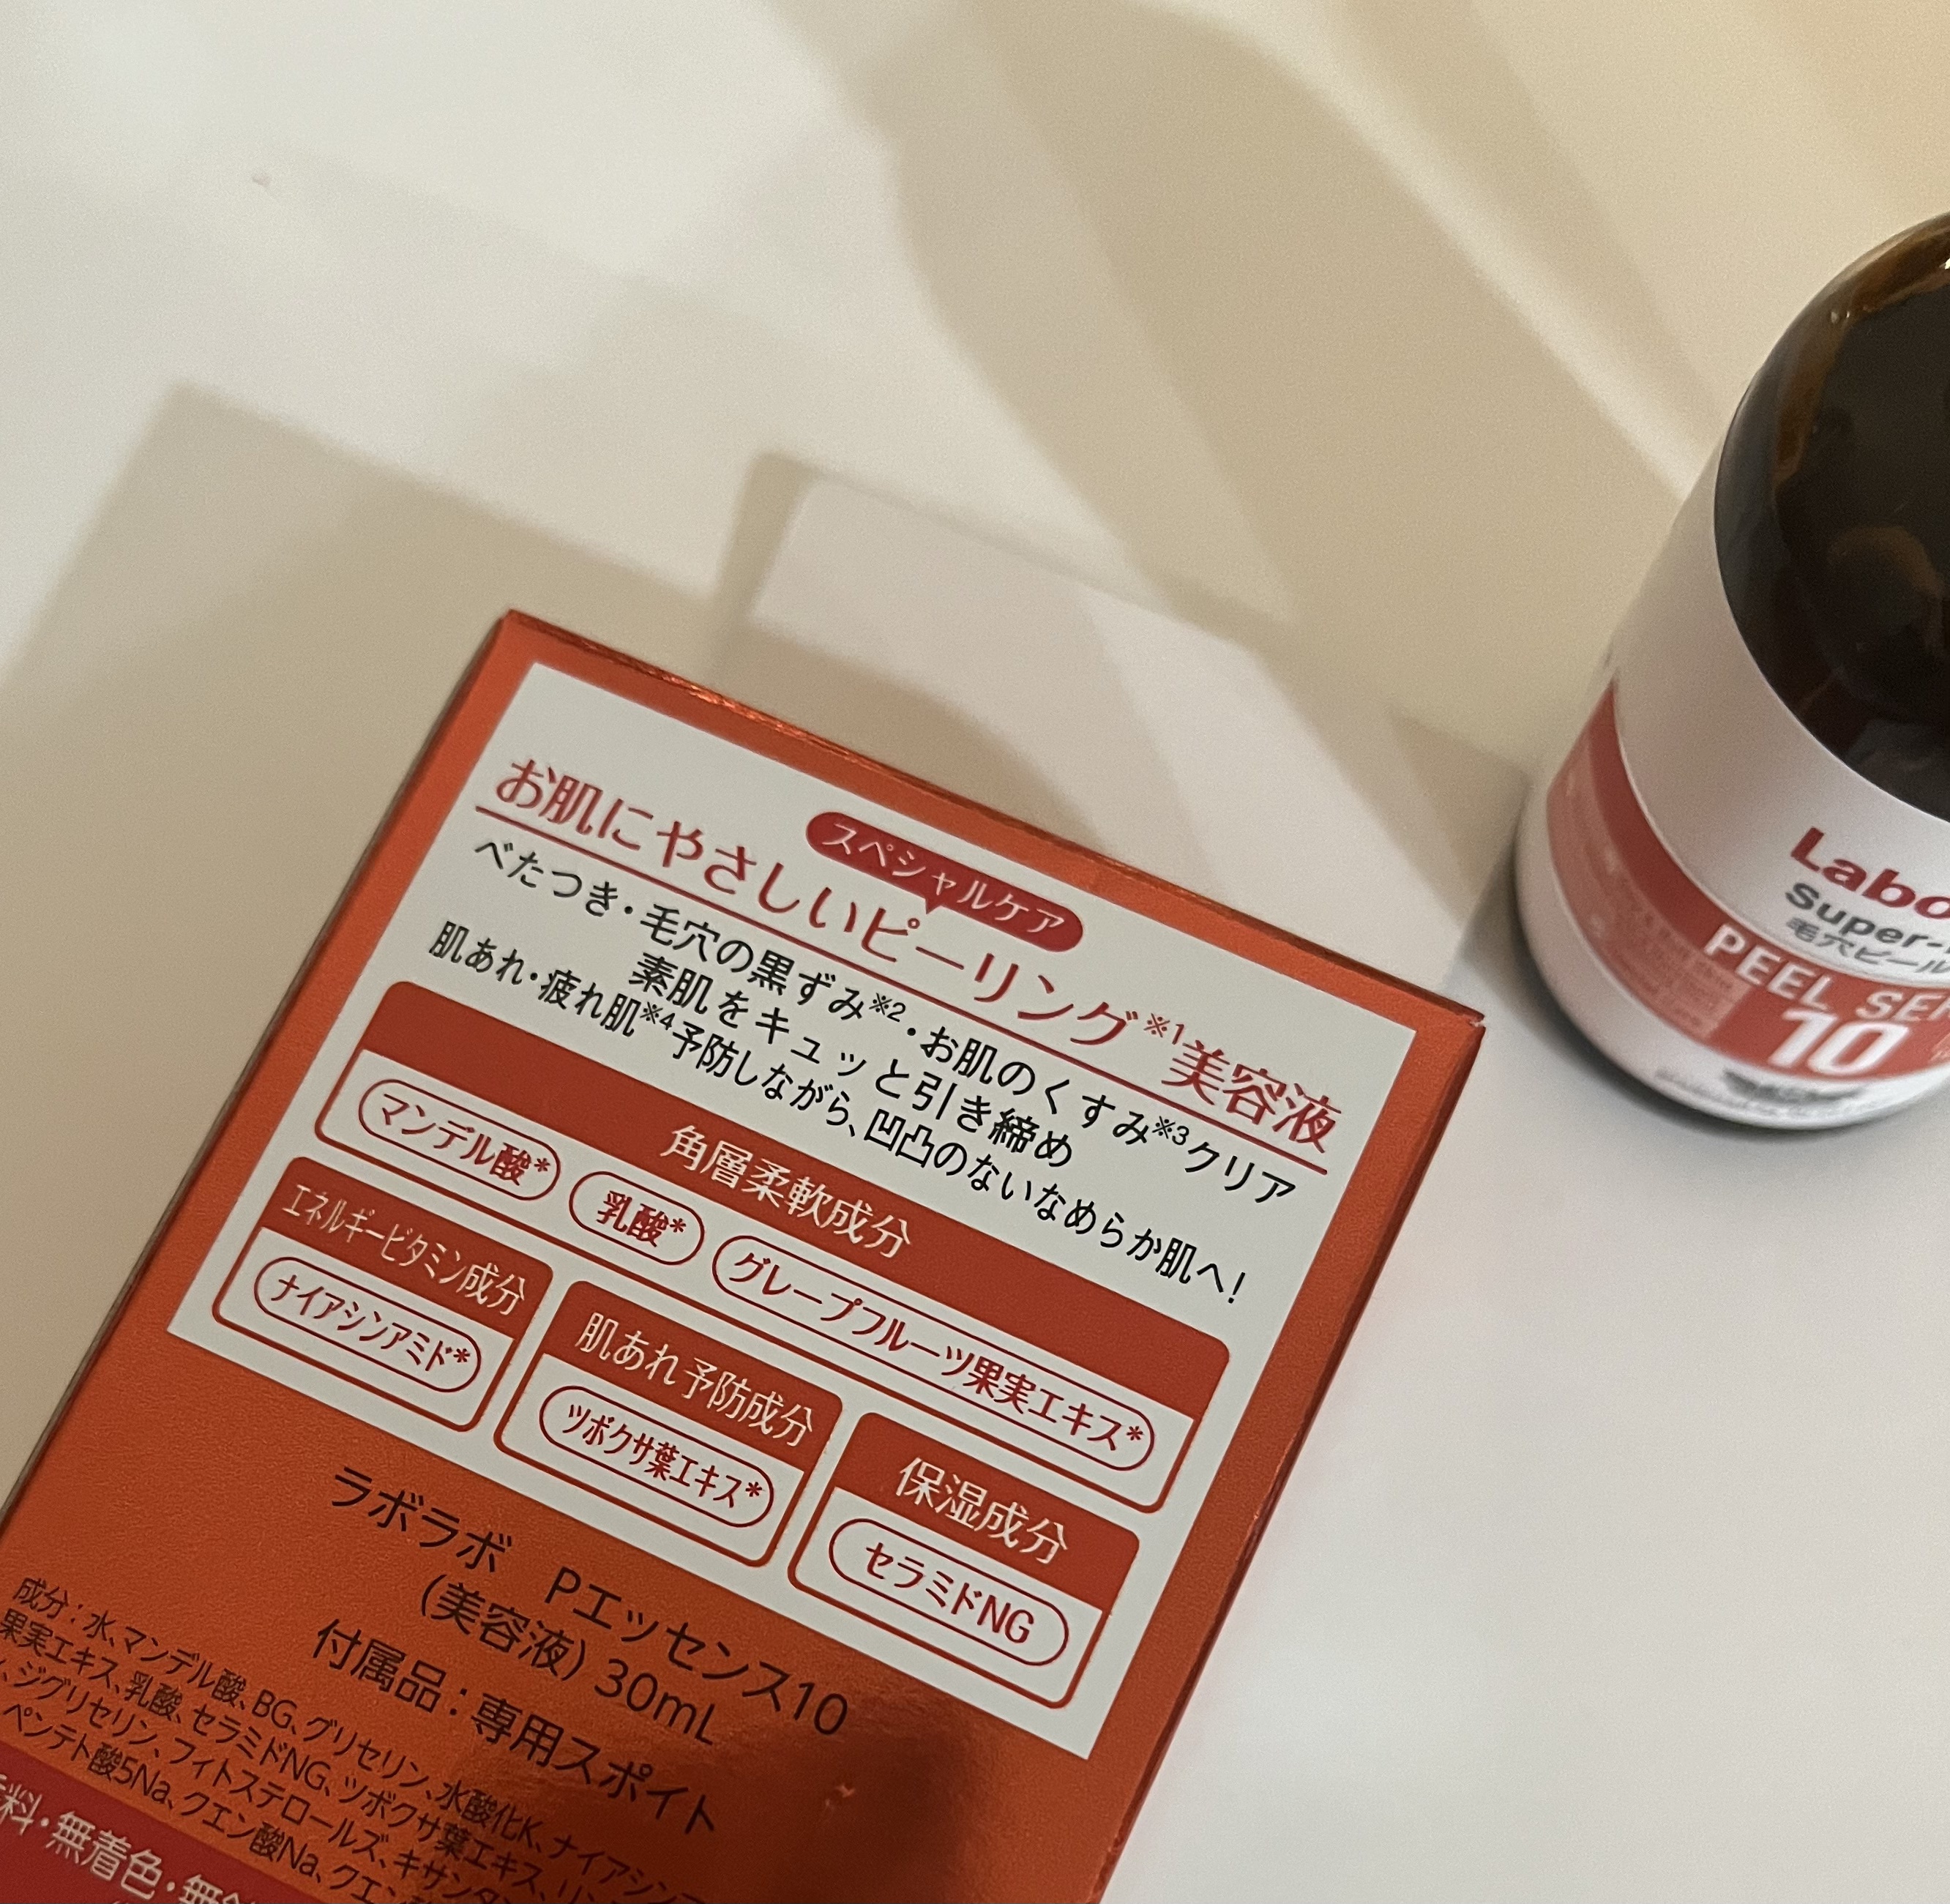 スペシャルケア
お肌にやさしいピーリング※1美容液
べたつき・毛穴の黒ずみ※2・お肌のくすみ※3クリア
素肌をキュッと引き締め
肌あれ・疲れ肌※4予防しながら、凹凸のないなめらか肌へ!
角層柔軟成分
マンデル酸* 乳酸* グレープフルーツ果実エキス*
エネルギービタミン成分
ナイアシンアミド*
肌あれ予防成分
ツボクサ葉エキス*
保湿成分
セラミドNG
ラボラボ Pエッセンス10
(美容液) 30mL
付属品:専用スポイト
成分:水、マンデル酸、BG、グリセリン、水酸化K、ナイアシン
果実エキス、乳酸、セラミドNG、ツボクサ葉エキス、リン
、ジグリセリン、フィトステロールズ、キサンタン
ペンテト酸5Na、クエン酸Na、クエン
料・無着色・無
Labo
Super-
毛穴ピール
PEEL SE
10